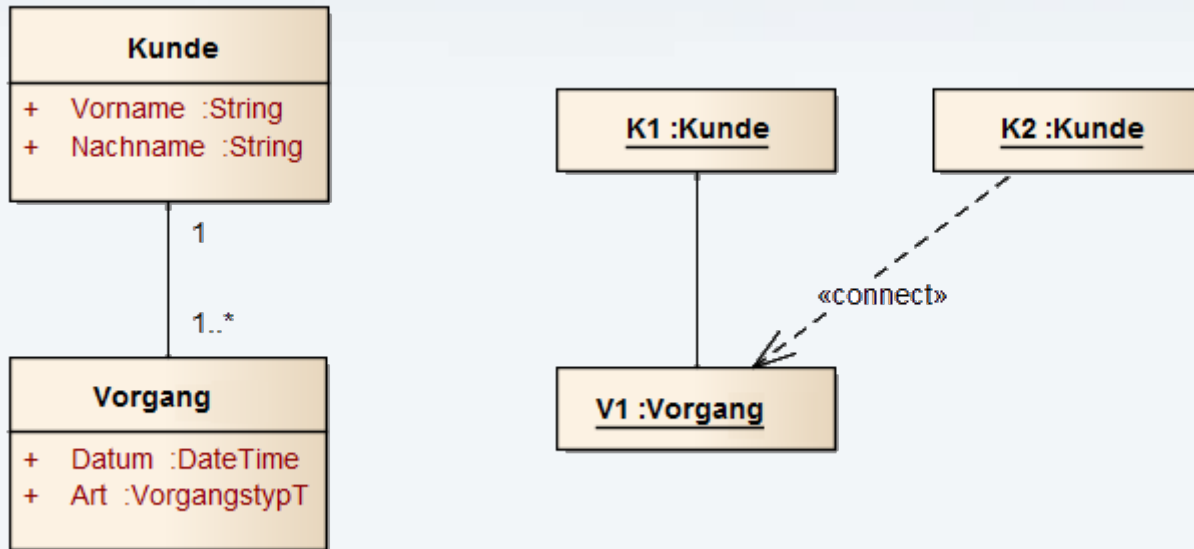 Kunde
+ Vorname :String
+ Nachname :String
1
1..*
Vorgang
+ Datum :DateTime
+ Art :VorgangstypT
K1 :Kunde
K2 :Kunde
«connect»
V1 :Vorgang